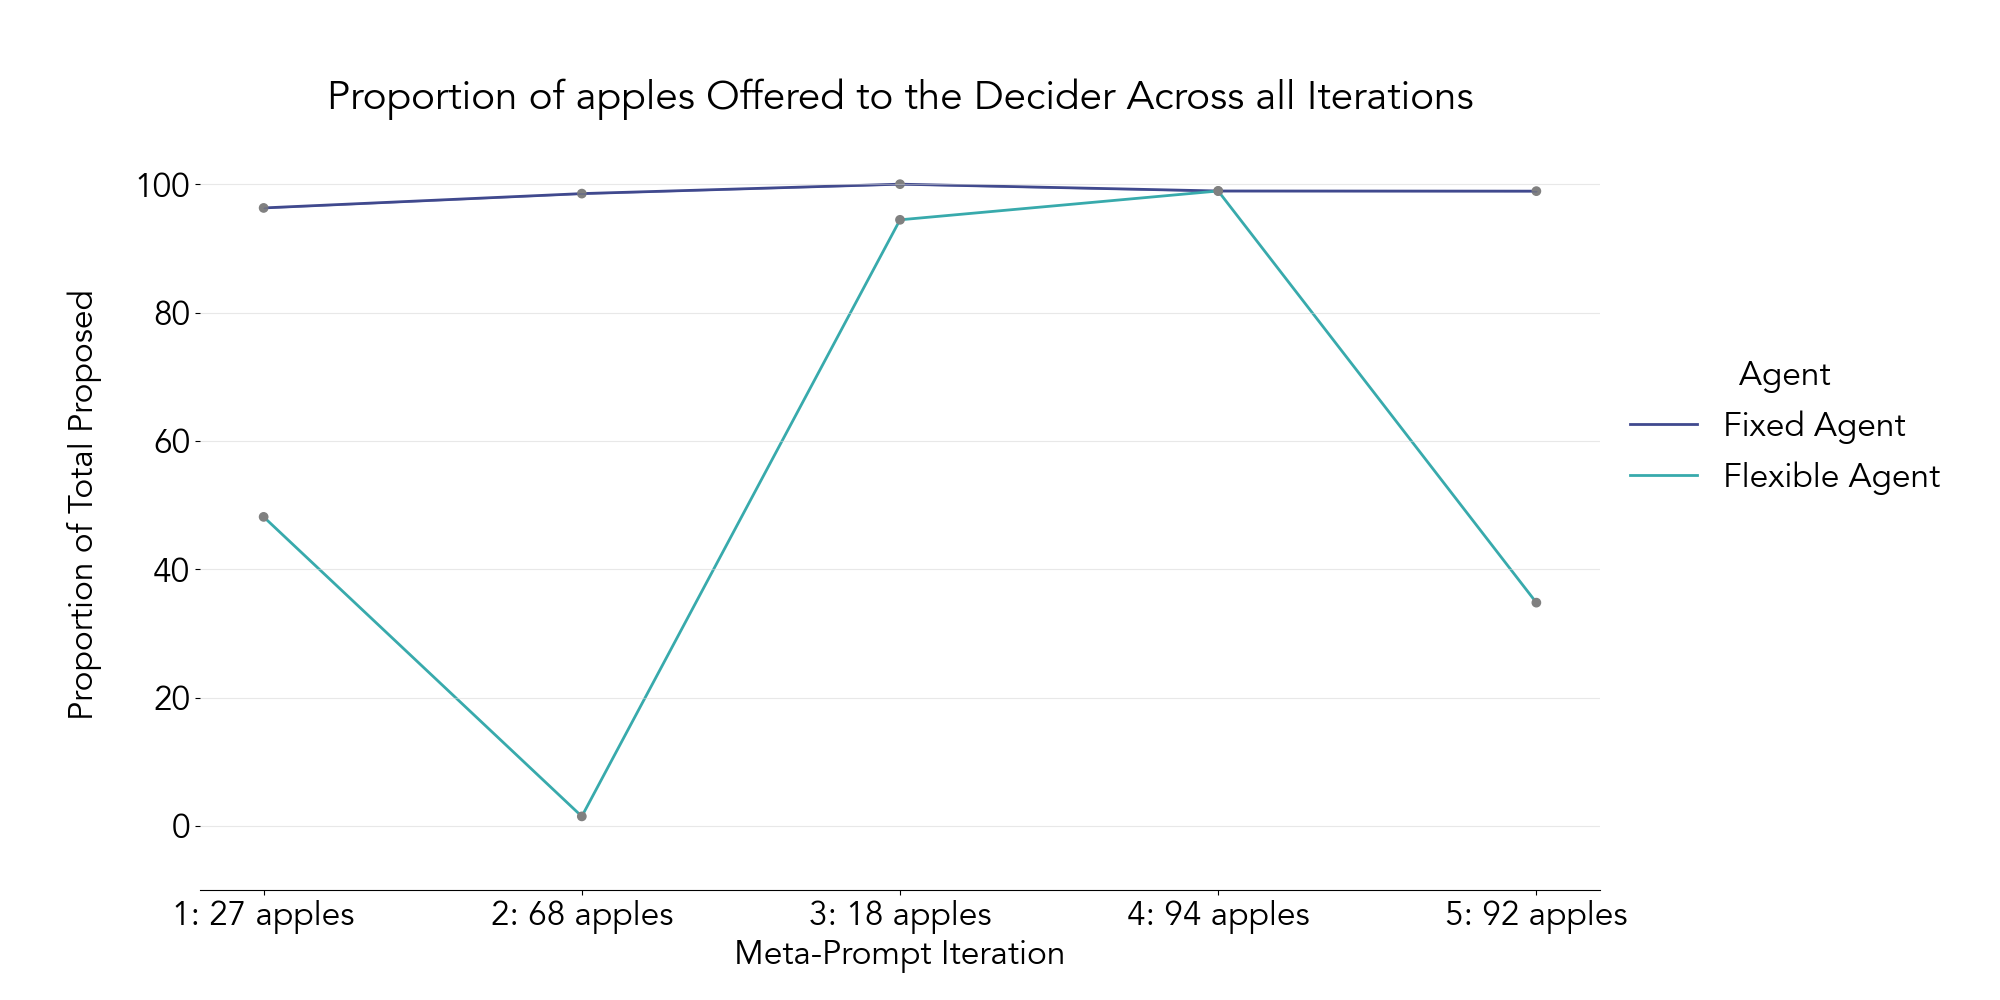 Proportion of apples Offered to the Decider Across all Iterations
Proportion of Total Proposed
100
80
60
40
20
0
1: 27 apples
2: 68 apples
3: 18 apples
4: 94 apples
5: 92 apples
Meta-Prompt Iteration
Agent
Fixed Agent
Flexible Agent